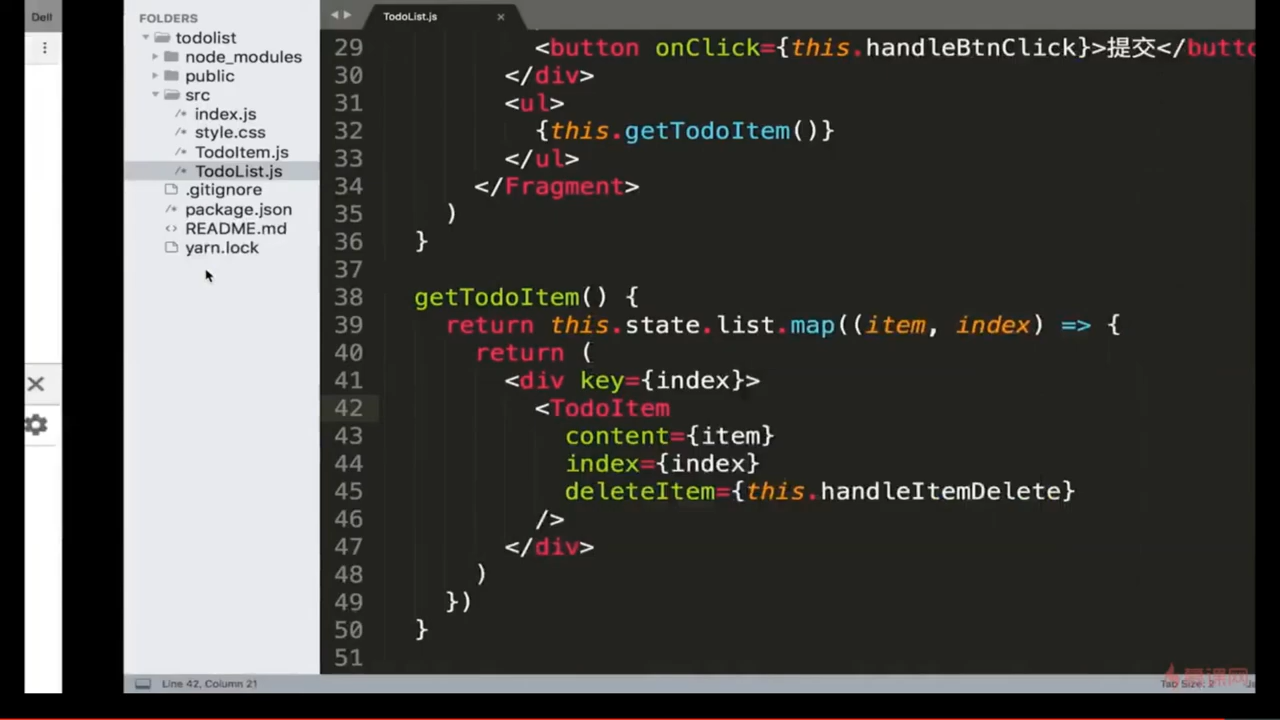 Dell
FOLDERS
todolist
node_modules
public
src
index.js
style.css
TodoItem.js
TodoList.js
.gitignore
package.json
README.md
yarn.lock
TodoList.js
29 <button onClick={this.handleBtnClick}>提交</butto
30 </div>
31 <ul>
32 {this.getTodoItem()}
33 </ul>
34 </Fragment>
35 )
36 }
37
38 getTodoItem() {
39 return this.state.list.map((item, index) => {
40 return (
41 <div key={index}>
42 <TodoItem
43 content={item}
44 index={index}
45 deleteItem={this.handleItemDelete}
46 />
47 </div>
48 )
49 })
50 }
51
Line 42, Column 21
Tab Size: 2
慕课网